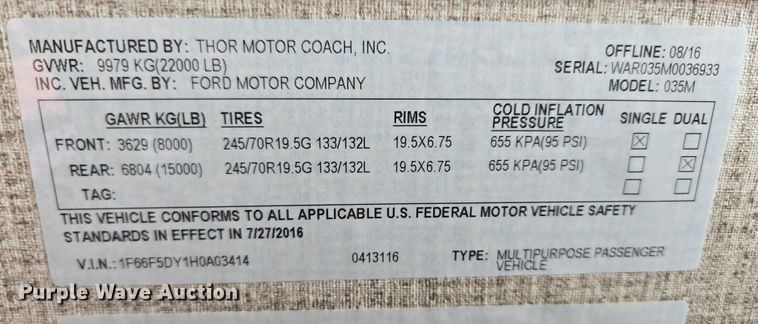 MANUFACTURED BY: THOR MOTOR COACH, INC. OFFLINE: 08/16
GVWR: 9979 KG(22000 LB) SERIAL: WAR035M0036933
INC. VEH. MFG. BY: FORD MOTOR COMPANY MODEL: 035M
GAWR KG(LB) TIRES RIMS COLD INFLATION PRESSURE SINGLE DUAL
FRONT: 3629 (8000) 245/70R19.5G 133/132L 19.5X6.75 655 KPA(95 PSI)
REAR: 6804 (15000) 245/70R19.5G 133/132L 19.5X6.75 655 KPA(95 PSI)
TAG:
THIS VEHICLE CONFORMS TO ALL APPLICABLE U.S. FEDERAL MOTOR VEHICLE SAFETY
STANDARDS IN EFFECT IN 7/27/2016
V.I.N.: 1F66F5DY1H0A03414 0413116 TYPE: MULTIPURPOSE PASSENGER
VEHICLE
Purple Wave Auction